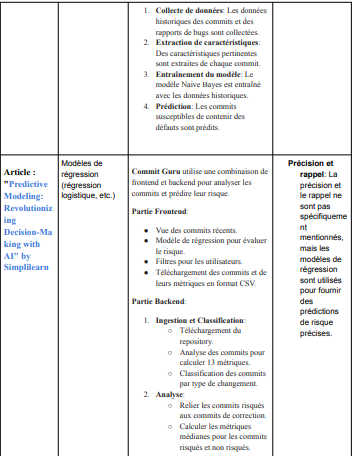 1. Collecte de données: Les données
historiques des commits et des
rapports de bugs sont collectées.
2. Extraction de caractéristiques:
Des caractéristiques pertinentes
sont extraites de chaque commit.
3. Entraînement du modèle: Le
modèle Naive Bayes est entraîné
avec les données historiques.
4. Prédiction: Les commits
susceptibles de contenir des
défauts sont prédits.
Article :
"Predictive
Modeling:
Revolutioniz
ing
Decision-Ma
king with
AI" by
Simplilearn
Modèles de
régression
(régression
logistique, etc.)
Commit Guru utilise une combinaison de
frontend et backend pour analyser les
commits et prédire leur risque.
Partie Frontend:
● Vue des commits récents.
● Modèle de régression pour évaluer
le risque.
● Filtres pour les utilisateurs.
● Téléchargement des commits et de
leurs métriques en format CSV.
Partie Backend:
1. Ingestion et Classification:
○ Téléchargement du
repository.
○ Analyse des commits pour
calculer 13 métriques.
○ Classification des commits
par type de changement.
2. Analyse:
○ Relier les commits risqués
aux commits de correction.
○ Calculer les métriques
médianes pour les commits
risqués et non risqués.
Précision et
rappel: La
précision et
le rappel ne
sont pas
spécifiqueme
nt
mentionnés,
mais les
modèles de
régression
sont utilisés
pour fournir
des
prédictions
de risque
précises.